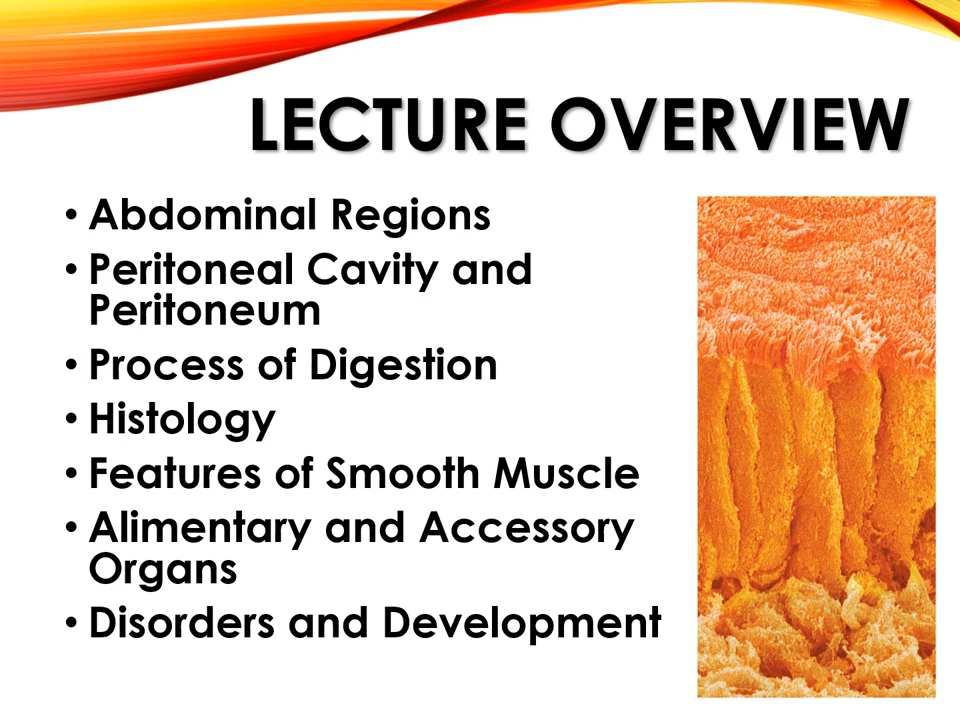 LECTURE OVERVIEW
• Abdominal Regions
• Peritoneal Cavity and
Peritoneum
• Process of Digestion
• Histology
• Features of Smooth Muscle
• Alimentary and Accessory
Organs
• Disorders and Development